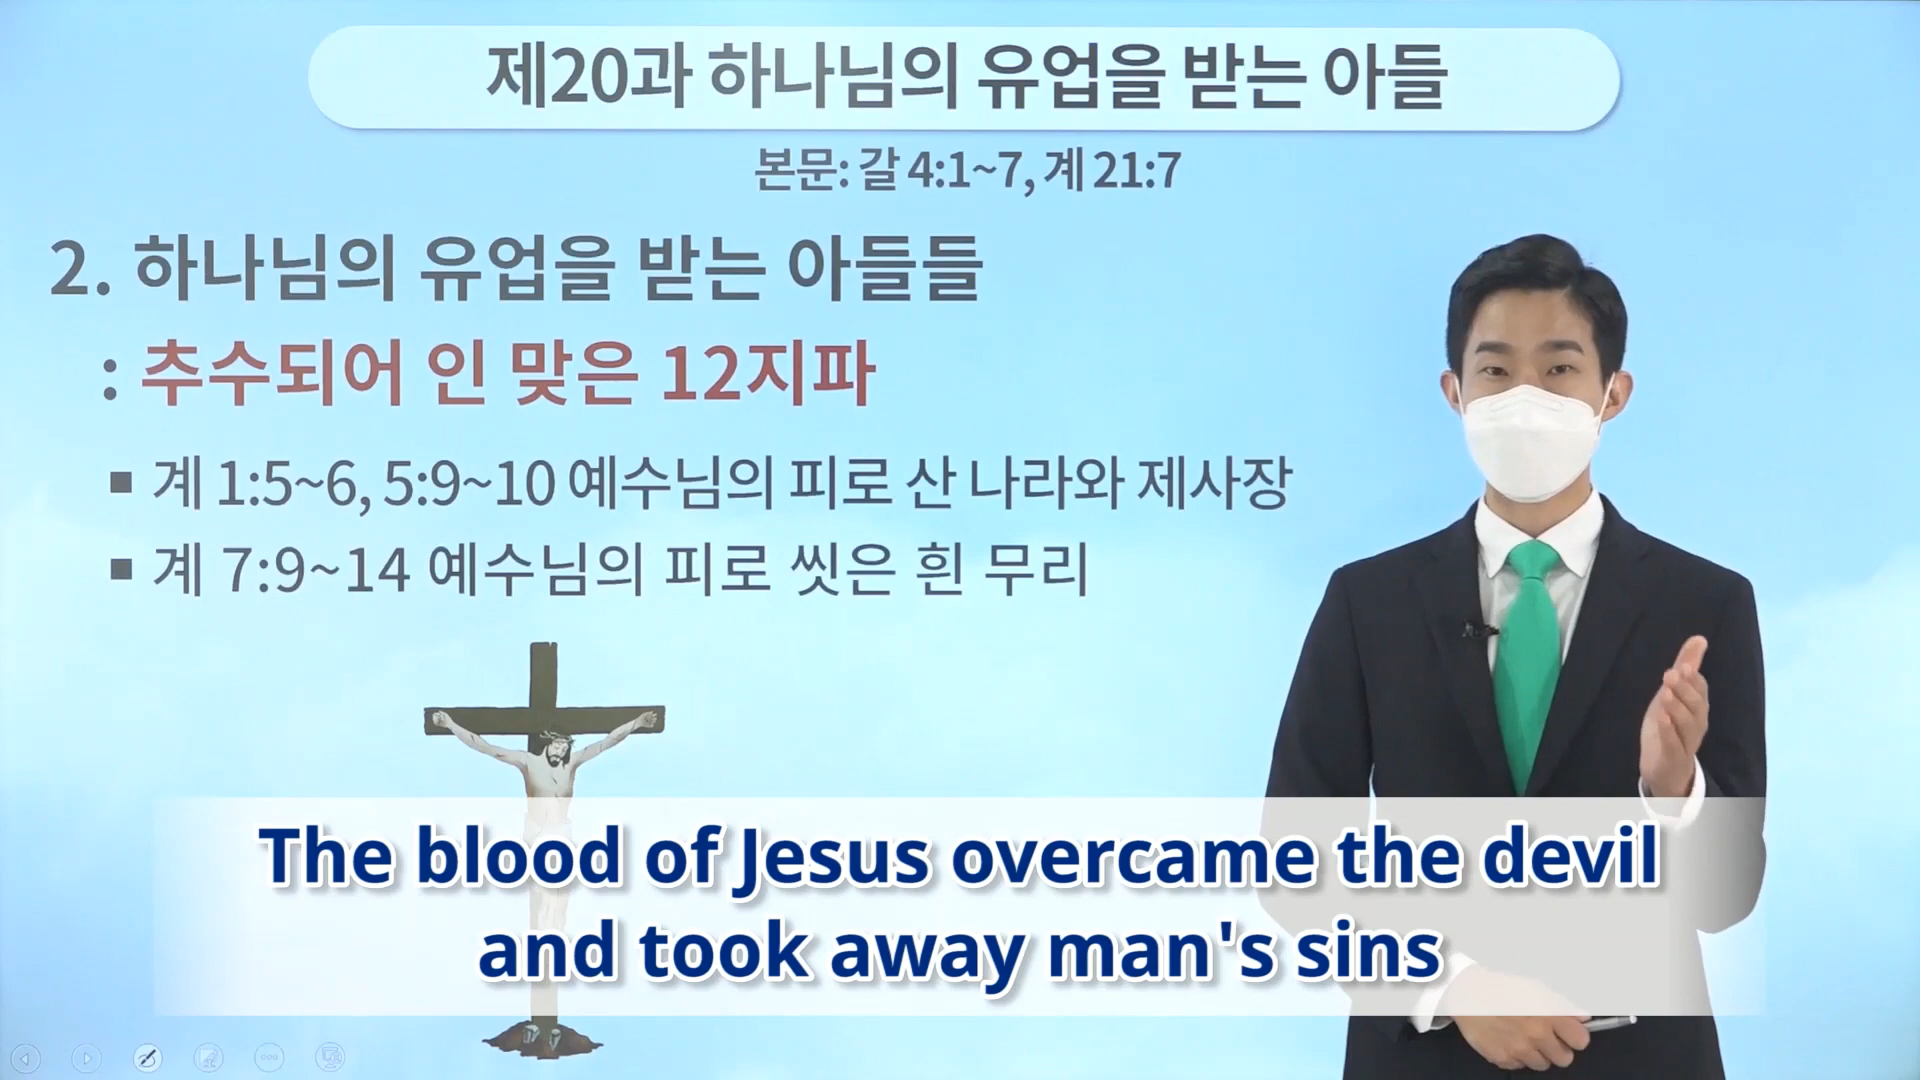 제20과 하나님의 유업을 받는 아들
본문: 갈 4:1~7, 계 21:7
2. 하나님의 유업을 받는 아들들
: 추수되어 인 맞은 12지파
▪ 계 1:5~6, 5:9~10 예수님의 피로 산 나라와 제사장
▪ 계 7:9~14 예수님의 피로 씻은 흰 무리
The blood of Jesus overcame the devil
and took away man's sins